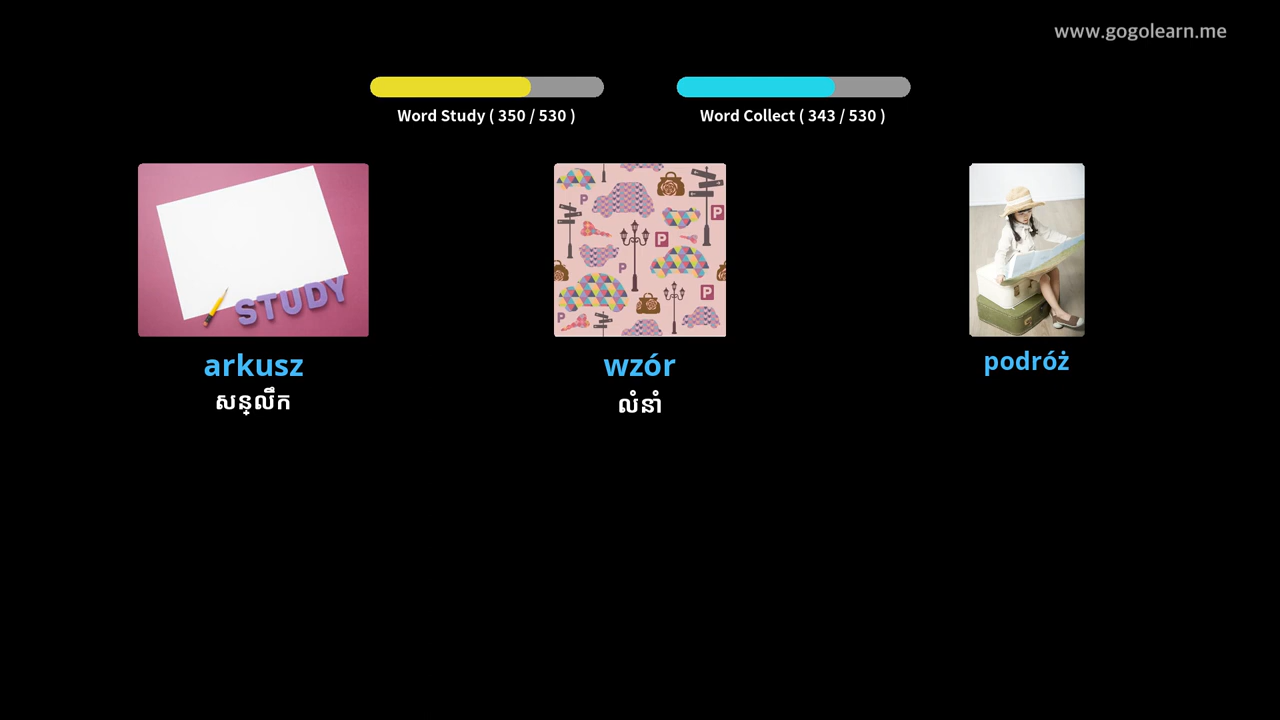 www.gogolearn.me
Word Study ( 350 / 530 )
Word Collect ( 343 / 530 )
STUDY
P
P
P
P
P
P
arkusz
wzór
podróż
សន្លឹក
លំនាំ